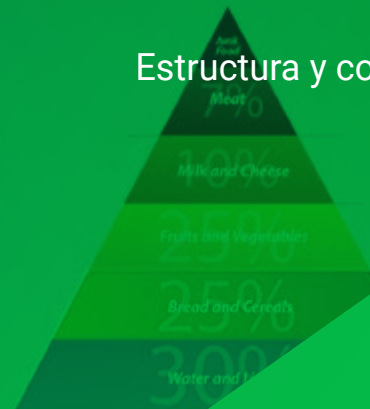 Junk
Food
Estructura y co
Meat
7%
10%
Milk and Cheese
25%
Fruits and Vegetables
25%
Bread and Cereals
30%
Water and